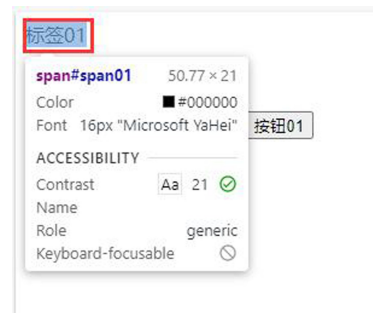 标签01
span#span01 50.77 × 21
Color #000000
Font 16px "Microsoft YaHei"
按钮01
ACCESSIBILITY
Contrast Aa 21
Name
Role generic
Keyboard-focusable